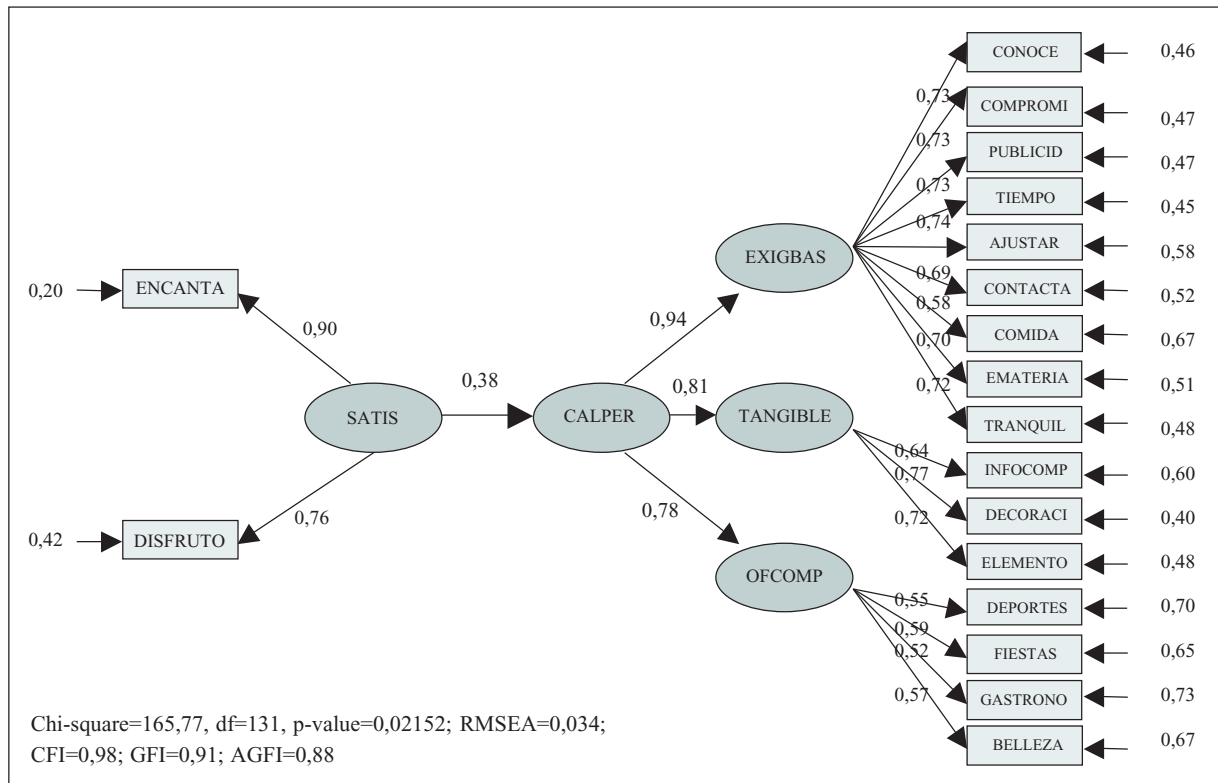 CONOCE
0,46
0,73
COMPROMI
0,47
0,73
PUBLICID
0,47
0,73
TIEMPO
0,45
0,74
AJUSTAR
0,58
EXIGBAS
0,69
CONTACTA
0,52
0,58
COMIDA
0,67
0,70
EMATERIA
0,51
0,72
TRANQUIL
0,48
0,20
ENCANTA
0,90
0,94
0,38
0,81
SATIS
CALPER
TANGIBLE
0,64
INFOCOMP
0,60
0,77
DECORACI
0,40
0,72
ELEMENTO
0,48
0,42
DISFRUTO
0,76
0,78
OFCOMP
0,55
DEPORTES
0,70
0,59
FIESTAS
0,65
0,52
GASTRONO
0,73
0,57
BELLEZA
0,67
Chi-square=165,77, df=131, p-value=0,02152; RMSEA=0,034;
CFI=0,98; GFI=0,91; AGFI=0,88